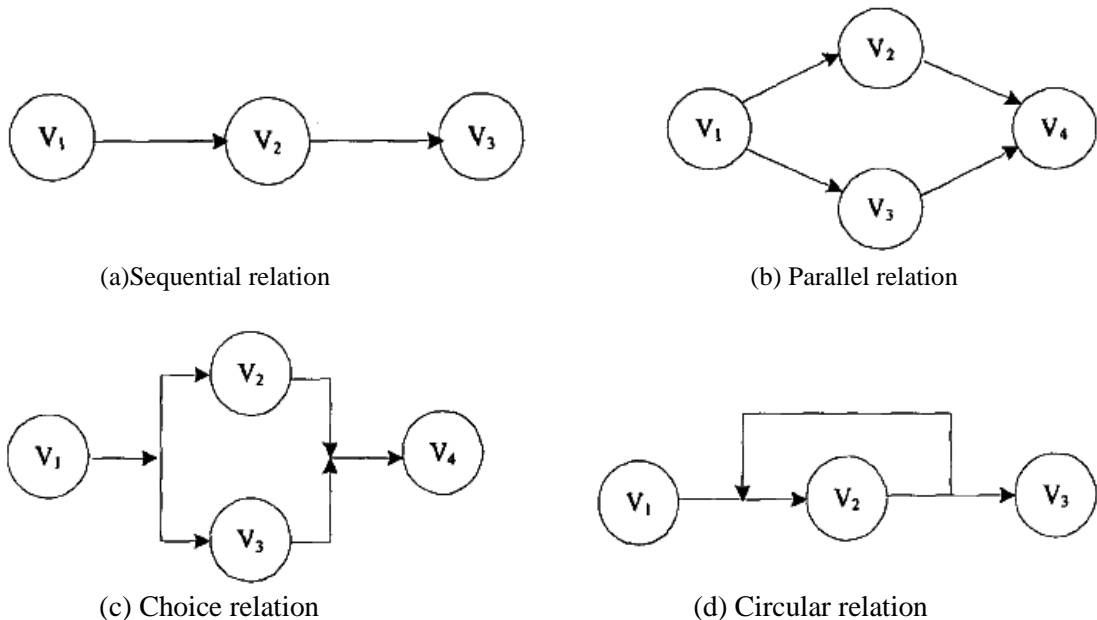 V₁ V₂ V₃
V₁ V₂ V₃ V₄
(a)Sequential relation
(b) Parallel relation
V₁ V₂ V₃ V₄
V₁ V₂ V₃
(c) Choice relation
(d) Circular relation